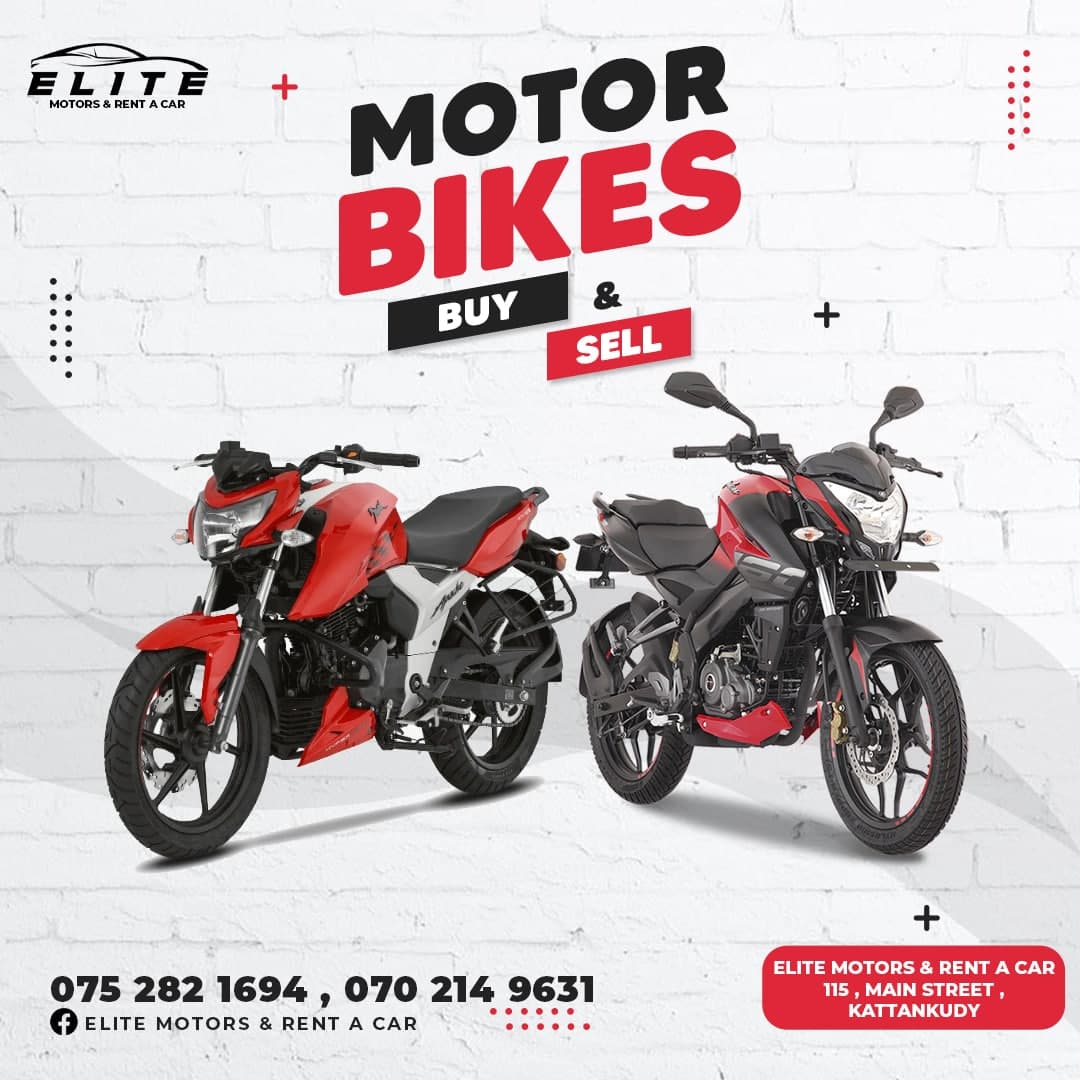 ELITE
MOTORS & RENT A CAR
MOTOR
BIKES
BUY
&
SELL
Apache
075 282 1694 , 070 214 9631
ELITE MOTORS & RENT A CAR
ELITE MOTORS & RENT A CAR
115 , MAIN STREET ,
KATTANKUDY